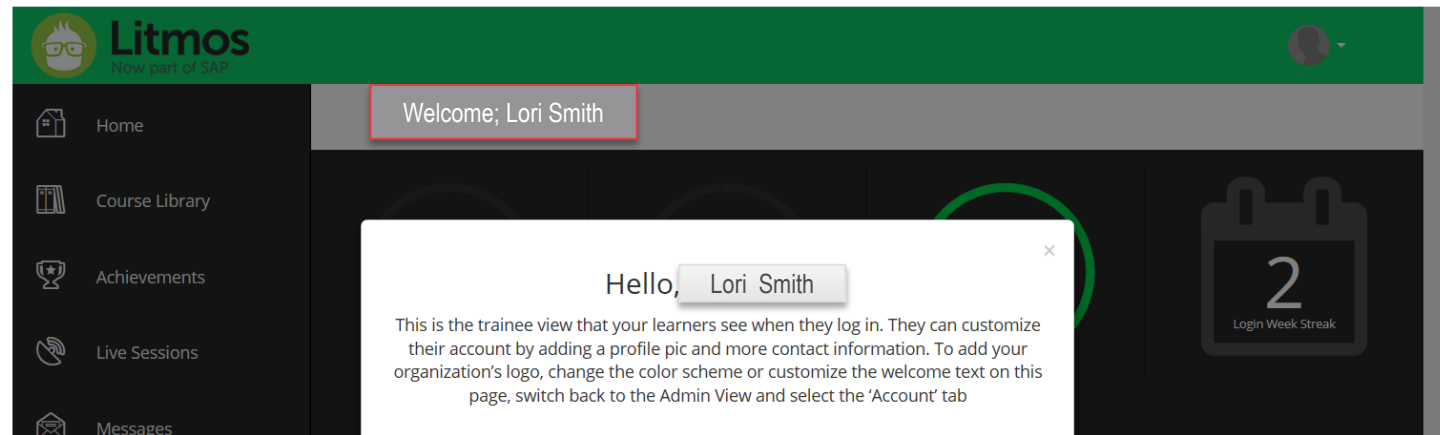 Litmos
Now part of SAP
Welcome; Lori Smith
Home
Course Library
Achievements
Live Sessions
Messages
×
Hello, Lori Smith
This is the trainee view that your learners see when they log in. They can customize
their account by adding a profile pic and more contact information. To add your
organization’s logo, change the color scheme or customize the welcome text on this
page, switch back to the Admin View and select the ‘Account’ tab
2
Login Week Streak